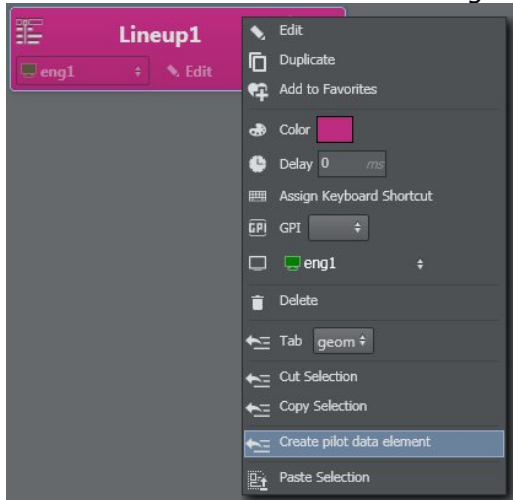 Lineup1
eng1
Edit
Edit
Duplicate
Add to Favorites
Color
Delay 0 ms
Assign Keyboard Shortcut
GPI GPI
eng1
Delete
Tab geom
Cut Selection
Copy Selection
Create pilot data element
Paste Selection